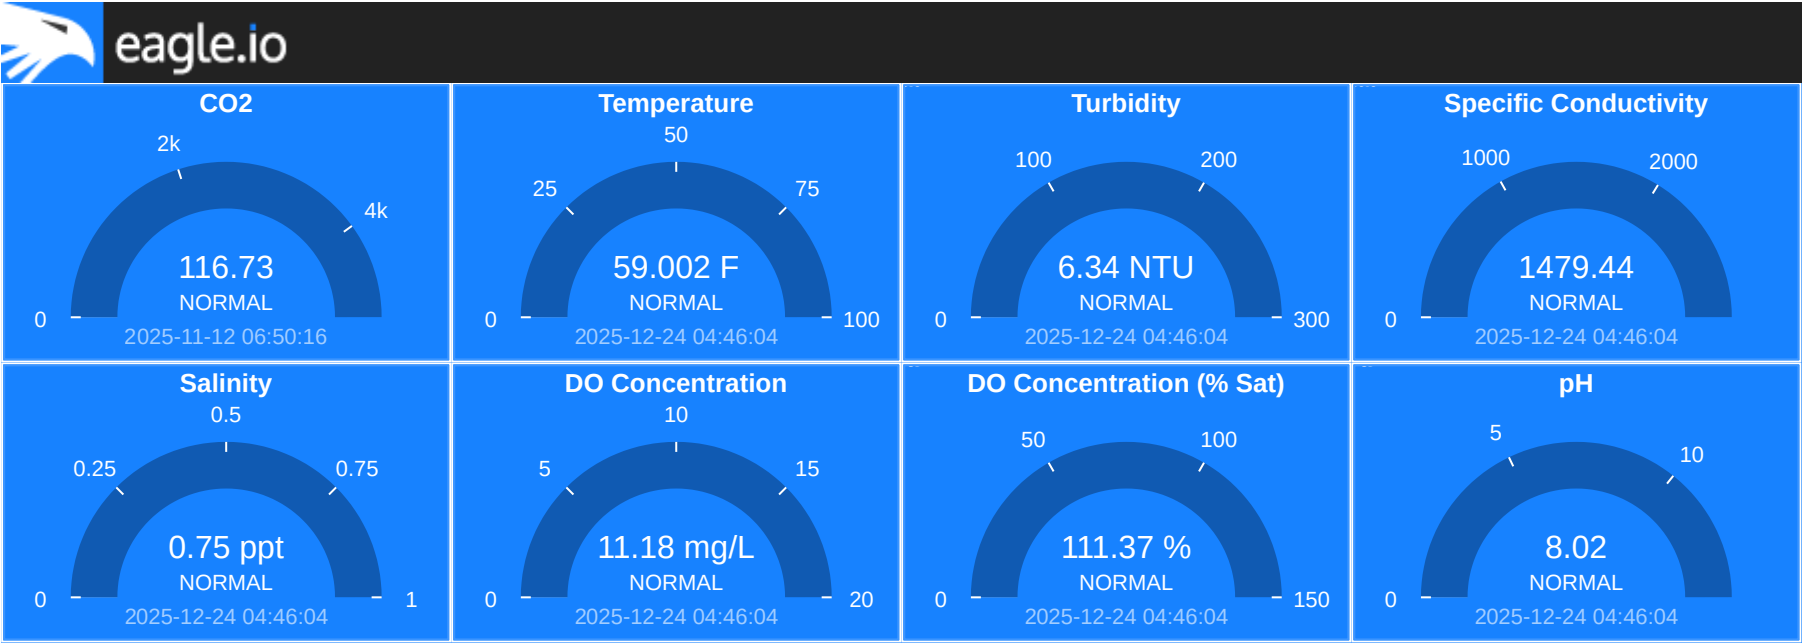 eagle.io
CO2
2k
4k
116.73
NORMAL
0
2025-11-12 06:50:16
Temperature
50
25
75
59.002 F
NORMAL
0
100
2025-12-24 04:46:04
Turbidity
100
200
6.34 NTU
NORMAL
0
300
2025-12-24 04:46:04
Specific Conductivity
1000
2000
1479.44
NORMAL
0
2025-12-24 04:46:04
Salinity
0.5
0.25
0.75
0.75 ppt
NORMAL
0
1
2025-12-24 04:46:04
DO Concentration
10
5
15
11.18 mg/L
NORMAL
0
20
2025-12-24 04:46:04
DO Concentration (% Sat)
50
100
111.37 %
NORMAL
0
150
2025-12-24 04:46:04
pH
5
10
8.02
NORMAL
0
2025-12-24 04:46:04